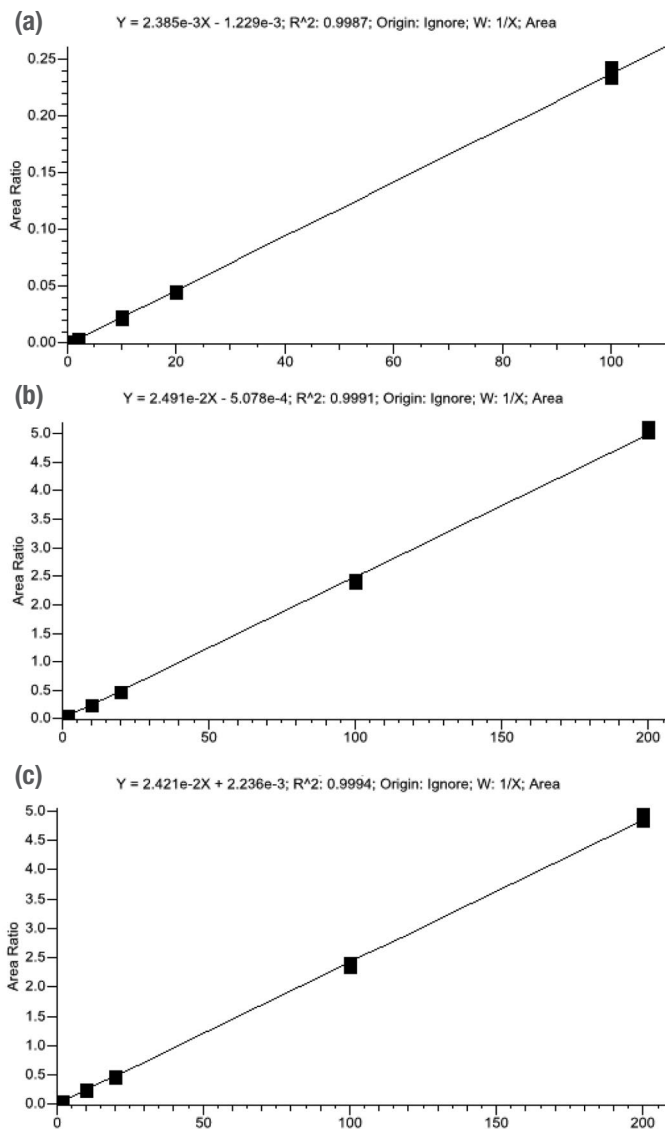 (a)
Y = 2.385e-3X - 1.229e-3; R^2: 0.9987; Origin: Ignore; W: 1/X; Area
0.25
0.20
0.15
0.10
0.05
0.00
Area Ratio
0 20 40 60 80 100
(b)
Y = 2.491e-2X - 5.078e-4; R^2: 0.9991; Origin: Ignore; W: 1/X; Area
5.0
4.5
4.0
3.5
3.0
2.5
2.0
1.5
1.0
0.5
0.0
Area Ratio
0 50 100 150 200
(c)
Y = 2.421e-2X + 2.236e-3; R^2: 0.9994; Origin: Ignore; W: 1/X; Area
5.0
4.5
4.0
3.5
3.0
2.5
2.0
1.5
1.0
0.5
0.0
Area Ratio
0 50 100 150 200